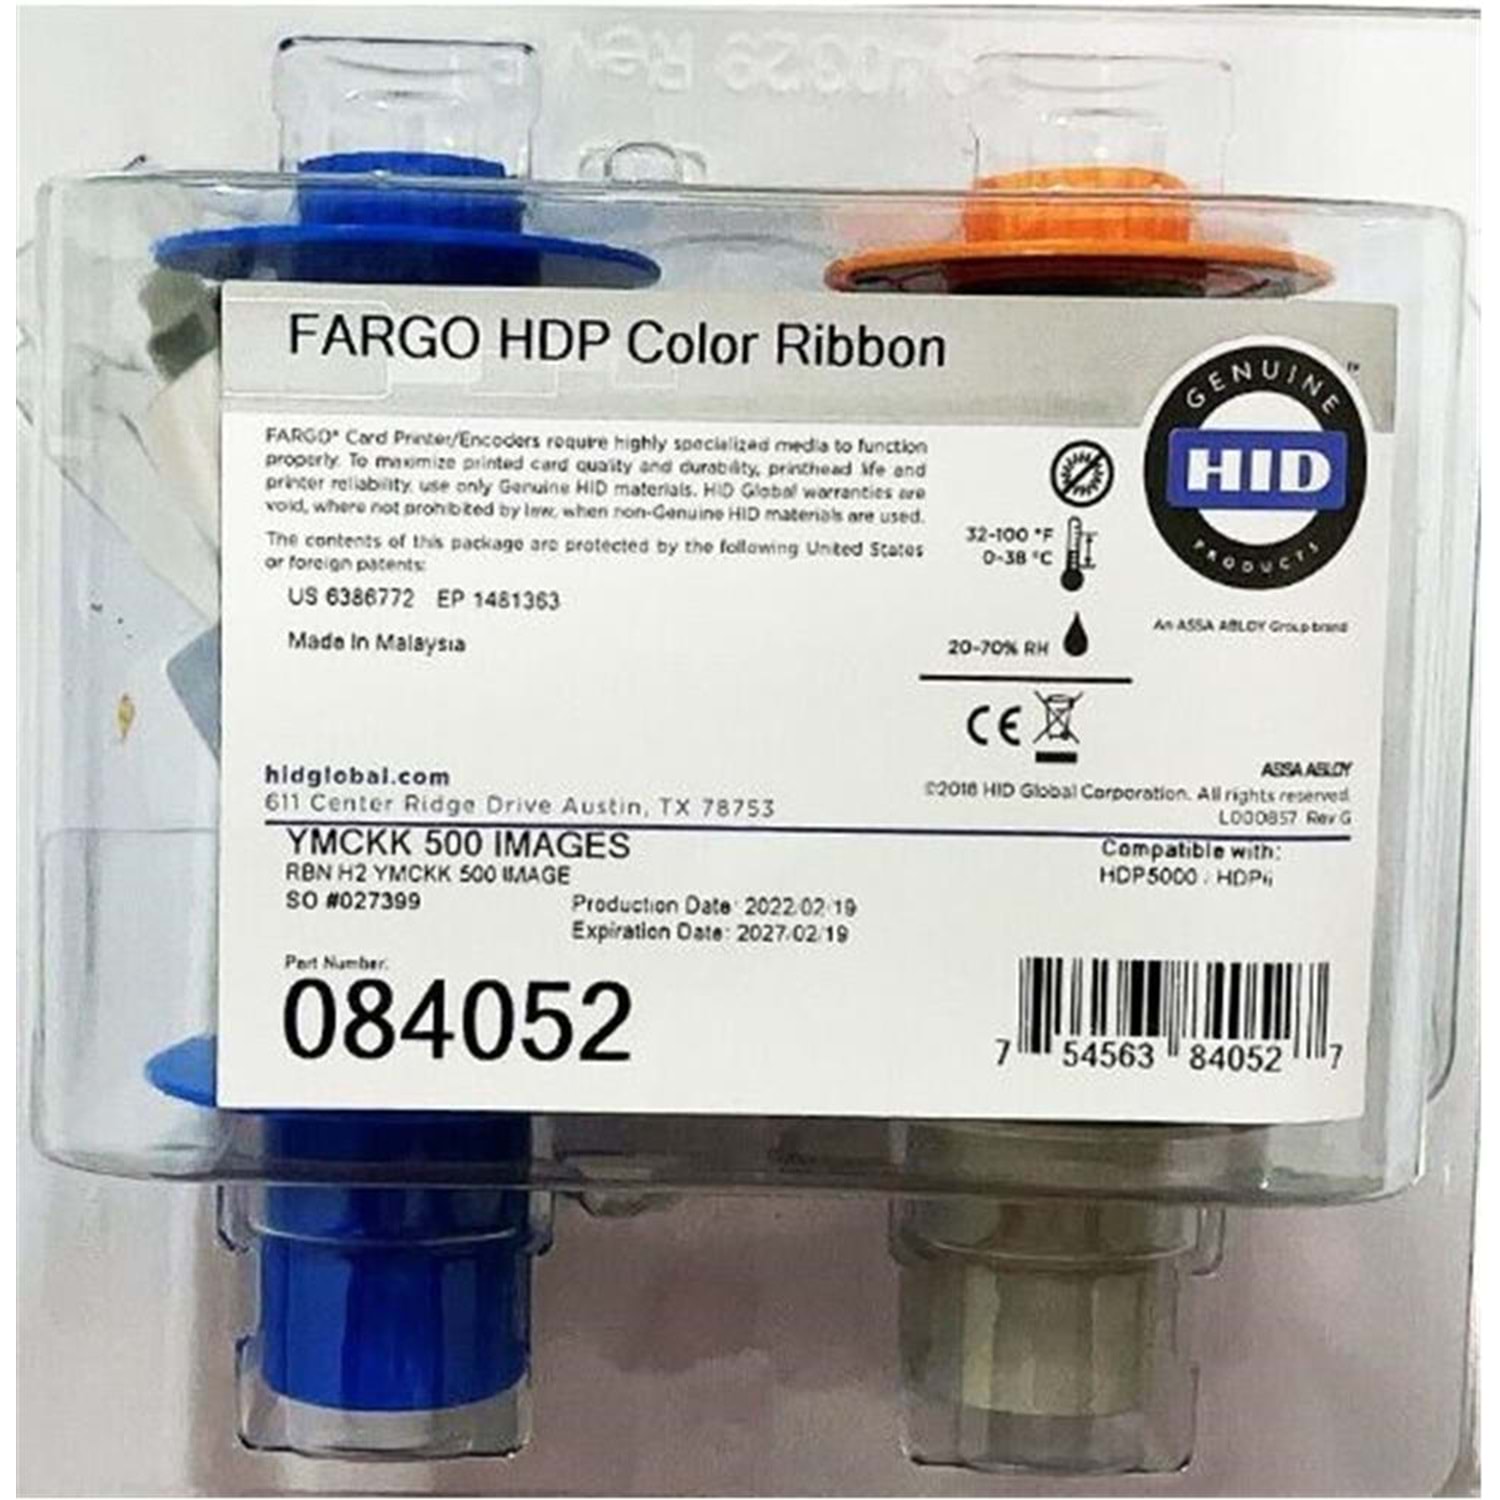 FARGO HDP Color Ribbon
GENUINE
HID
PRODUCTS
™
FARGO® Card Printer/Encoders require highly specialized media to function
properly. To maximize printed card quality and durability, printhead life and
printer reliability, use only Genuine HID materials. HID Global warranties are
void, where not prohibited by law, when non-Genuine HID materials are used.
The contents of this package are protected by the following United States
or foreign patents:
US 6386772 EP 1481363
Made In Malaysia
32-100 °F
0-38 °C
20-70% RH
An ASSA ABLOY Group brand
CE
hidglobal.com
611 Center Ridge Drive Austin, TX 78753
ASSA ABLOY
©2018 HID Global Corporation. All rights reserved.
L000857 Rev G
YMCKK 500 IMAGES
RBN H2 YMCKK 500 IMAGE
SO #027399
Production Date: 2022/02/19
Expiration Date: 2027/02/19
Compatible with:
HDP5000 / HDPii
Part Number:
084052
7 54563 84052 7